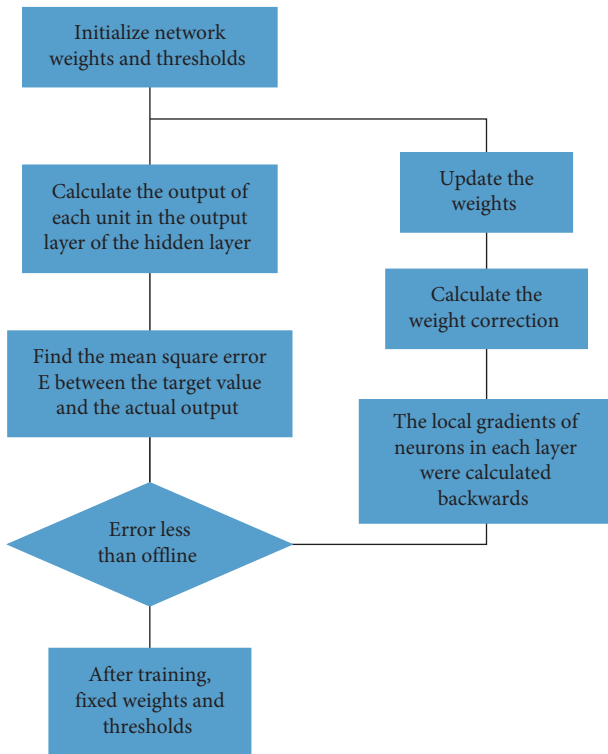 Initialize network
weights and thresholds
Calculate the output of
each unit in the output
layer of the hidden layer
Find the mean square error
E between the target value
and the actual output
Error less
than offline
After training,
fixed weights and
thresholds
Update the
weights
Calculate the
weight correction
The local gradients of
neurons in each layer
were calculated
backwards